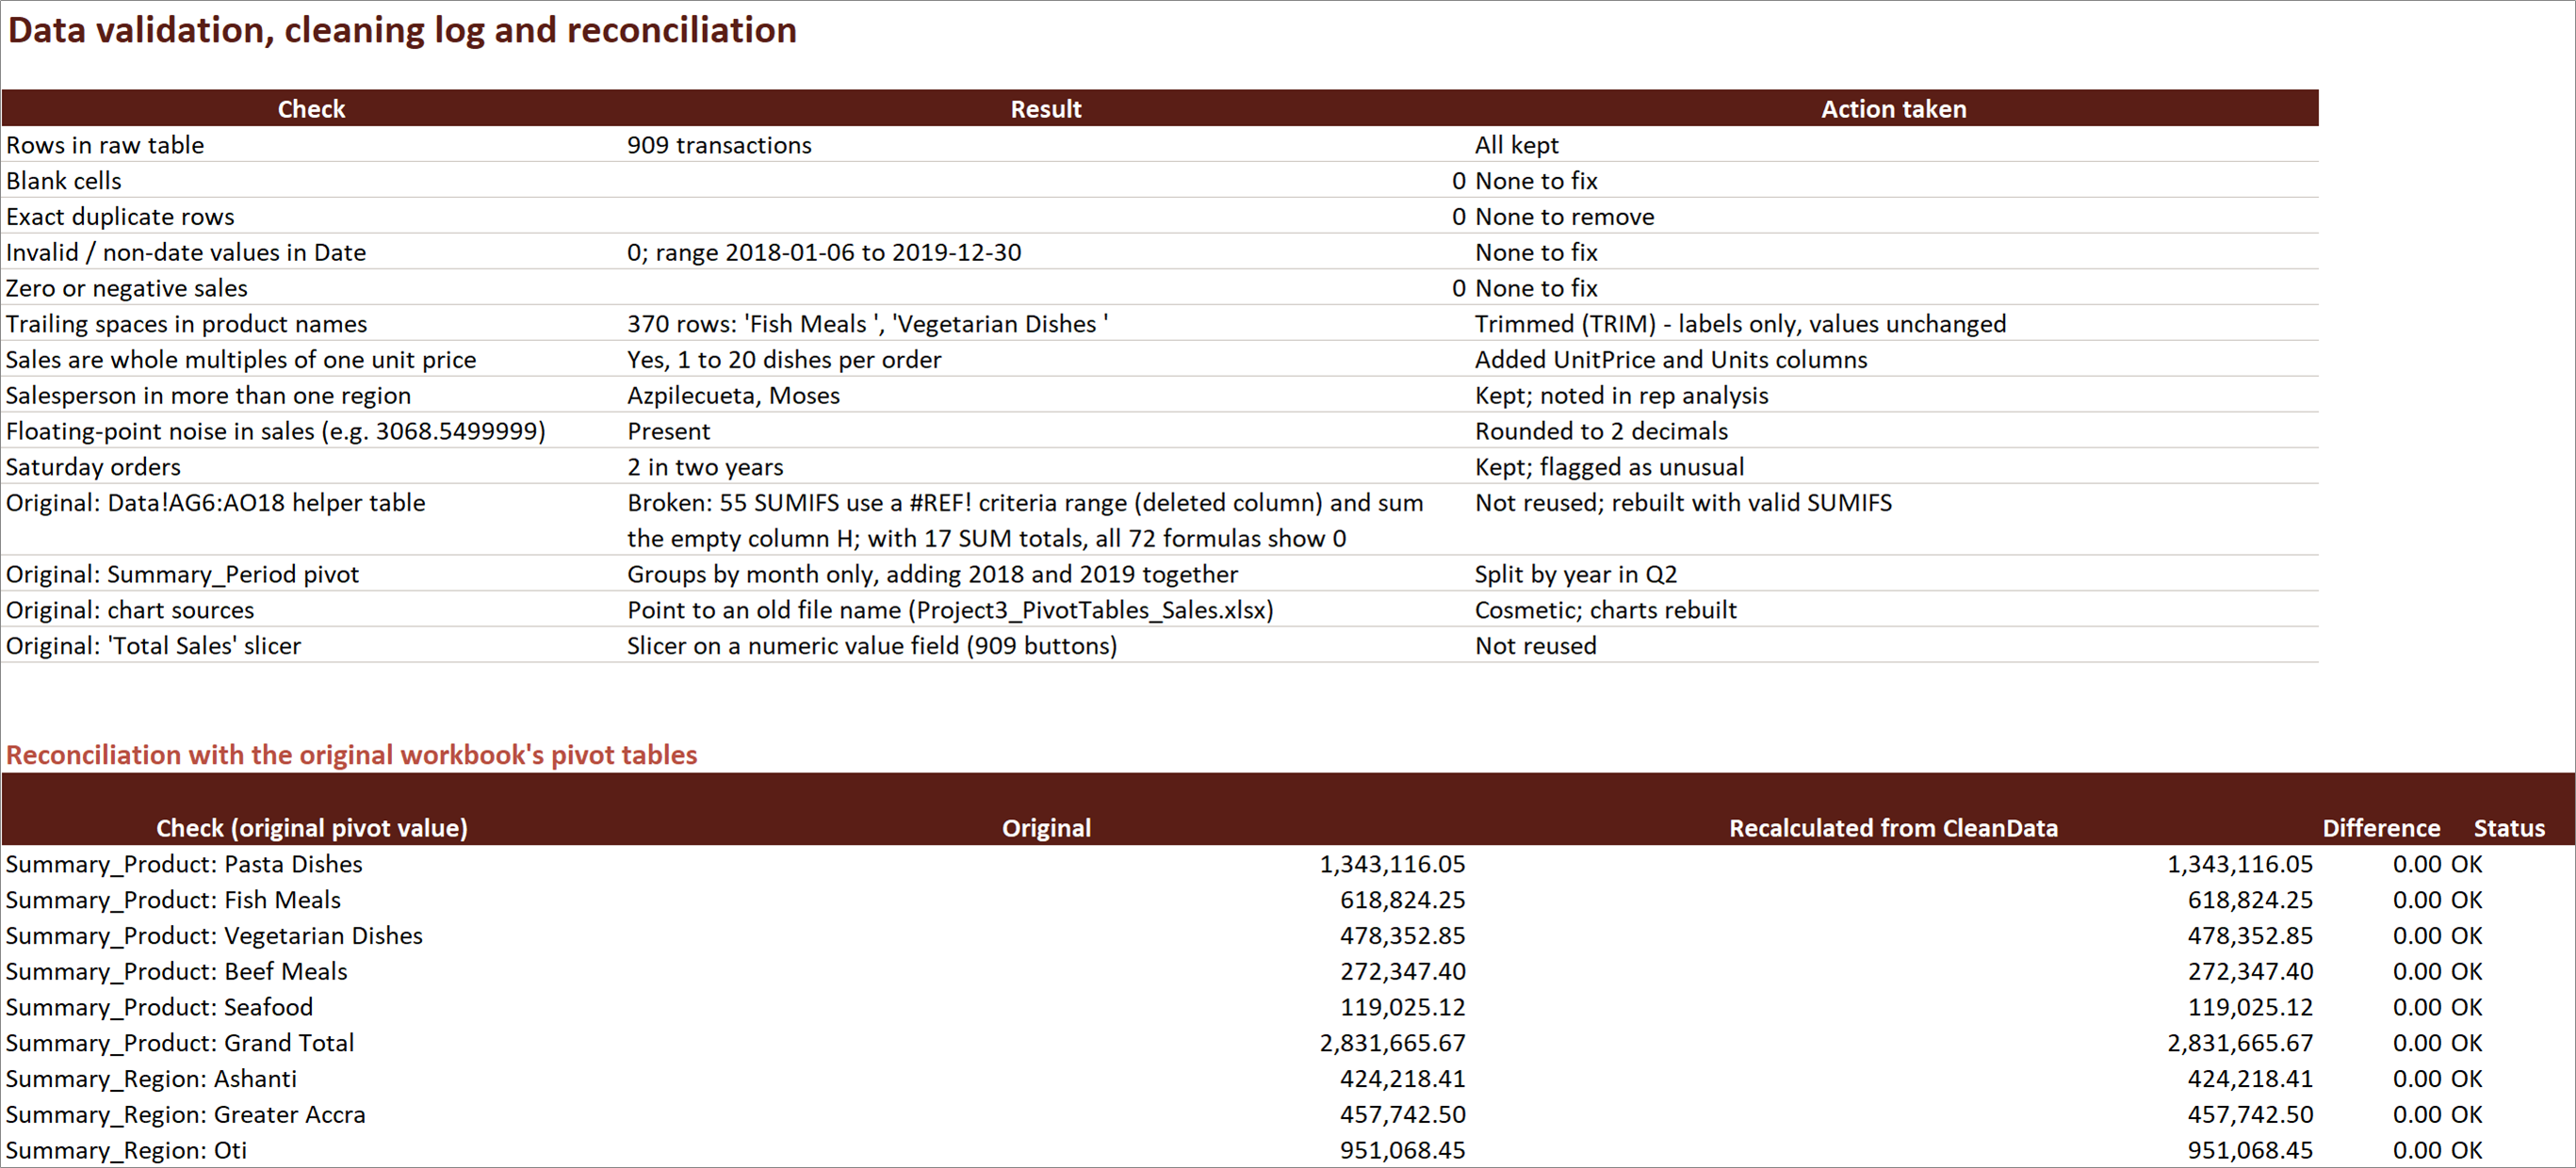 Data validation, cleaning log and reconciliation
Check Result Action taken
Rows in raw table 909 transactions All kept
Blank cells 0 None to fix
Exact duplicate rows 0 None to remove
Invalid / non-date values in Date 0; range 2018-01-06 to 2019-12-30 None to fix
Zero or negative sales 0 None to fix
Trailing spaces in product names 370 rows: 'Fish Meals ', 'Vegetarian Dishes ' Trimmed (TRIM) - labels only, values unchanged
Sales are whole multiples of one unit price Yes, 1 to 20 dishes per order Added UnitPrice and Units columns
Salesperson in more than one region Azpilecueta, Moses Kept; noted in rep analysis
Floating-point noise in sales (e.g. 3068.5499999) Present Rounded to 2 decimals
Saturday orders 2 in two years Kept; flagged as unusual
Original: Data!AG6:AO18 helper table Broken: 55 SUMIFS use a #REF! criteria range (deleted column) and sum Not reused; rebuilt with valid SUMIFS
the empty column H; with 17 SUM totals, all 72 formulas show 0
Original: Summary_Period pivot Groups by month only, adding 2018 and 2019 together Split by year in Q2
Original: chart sources Point to an old file name (Project3_PivotTables_Sales.xlsx) Cosmetic; charts rebuilt
Original: 'Total Sales' slicer Slicer on a numeric value field (909 buttons) Not reused
Reconciliation with the original workbook's pivot tables
Check (original pivot value) Original Recalculated from CleanData Difference Status
Summary_Product: Pasta Dishes 1,343,116.05 1,343,116.05 0.00 OK
Summary_Product: Fish Meals 618,824.25 618,824.25 0.00 OK
Summary_Product: Vegetarian Dishes 478,352.85 478,352.85 0.00 OK
Summary_Product: Beef Meals 272,347.40 272,347.40 0.00 OK
Summary_Product: Seafood 119,025.12 119,025.12 0.00 OK
Summary_Product: Grand Total 2,831,665.67 2,831,665.67 0.00 OK
Summary_Region: Ashanti 424,218.41 424,218.41 0.00 OK
Summary_Region: Greater Accra 457,742.50 457,742.50 0.00 OK
Summary_Region: Oti 951,068.45 951,068.45 0.00 OK